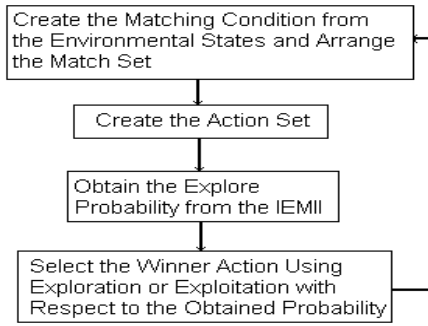 Create the Matching Condition from
the Environmental States and Arrange
the Match Set
Create the Action Set
Obtain the Explore
Probability from the IEMII
Select the Winner Action Using
Exploration or Exploitation with
Respect to the Obtained Probability